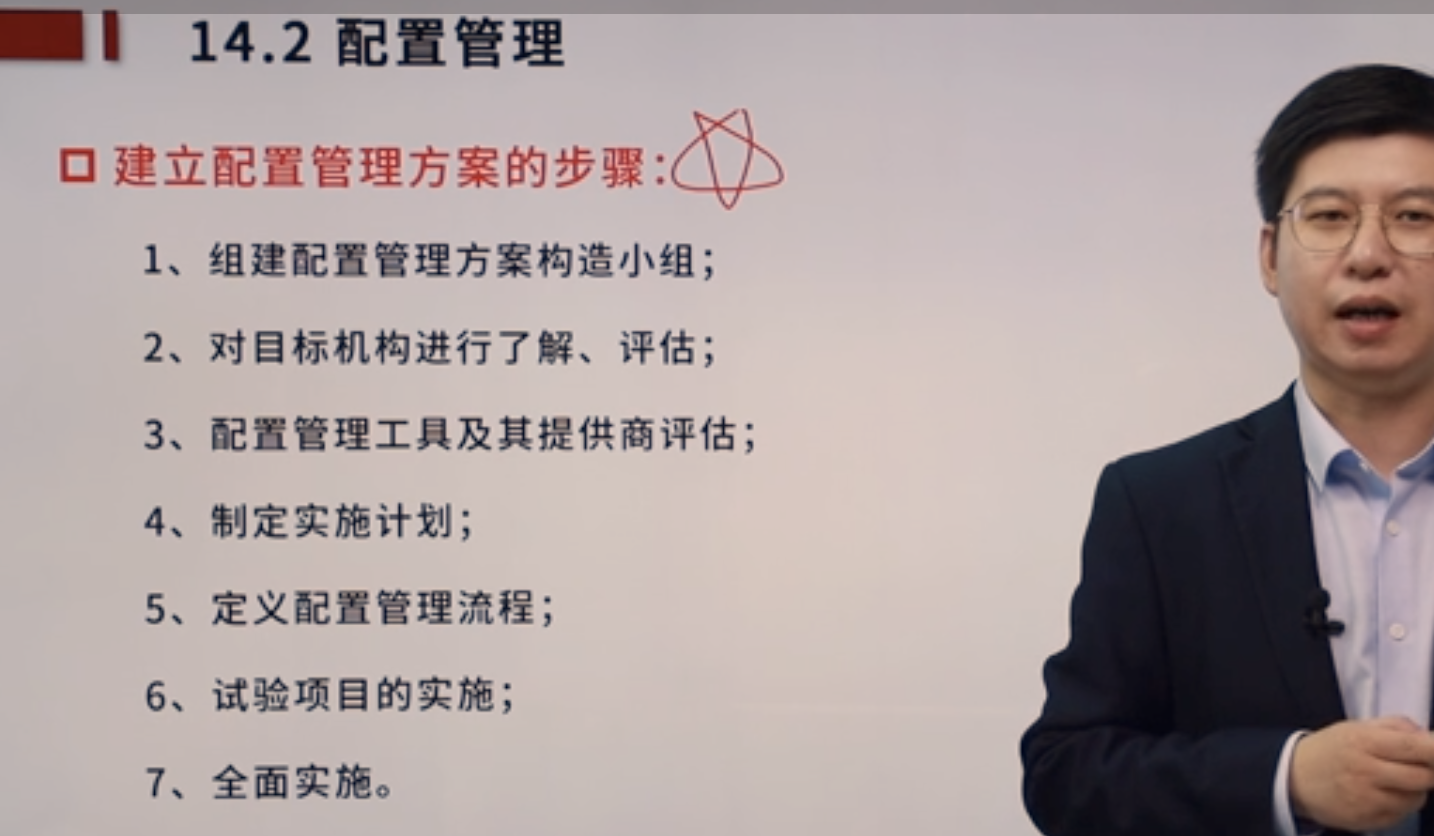 14.2 配置管理
建立配置管理方案的步骤：
1、组建配置管理方案构造小组；
2、对目标机构进行了解、评估；
3、配置管理工具及其提供商评估；
4、制定实施计划；
5、定义配置管理流程；
6、试验项目的实施；
7、全面实施。